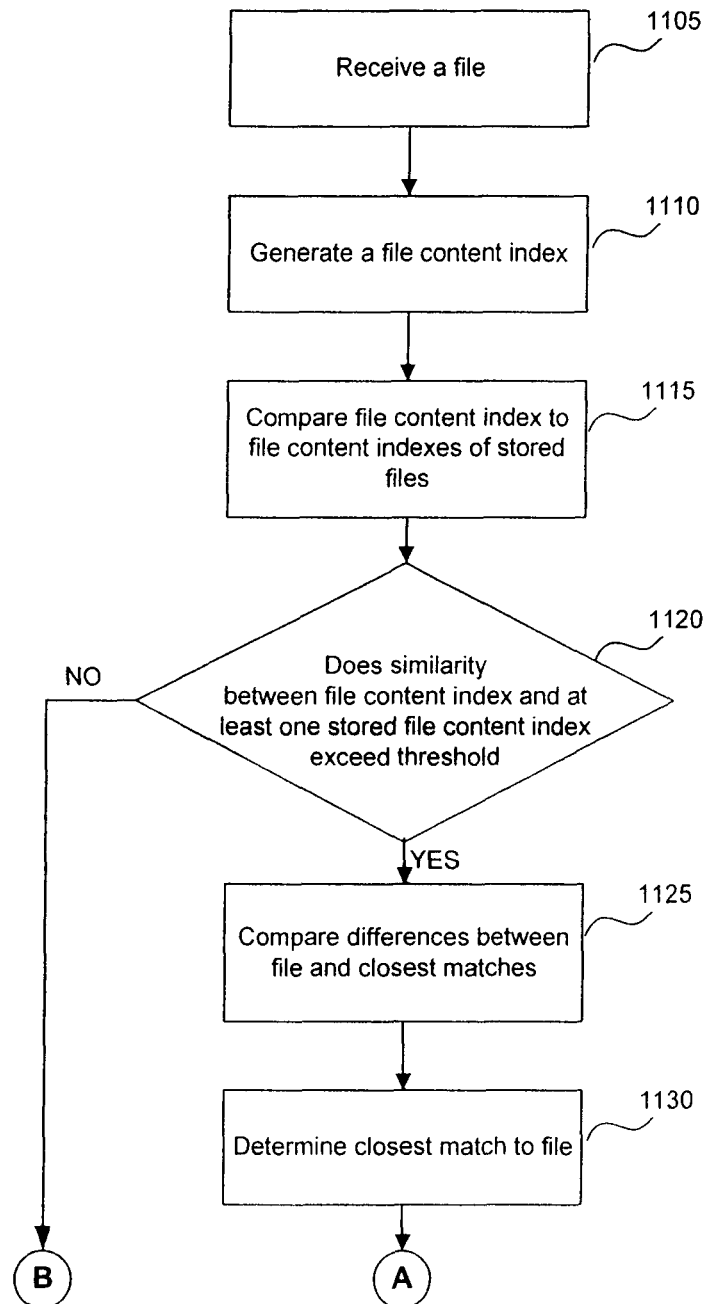 1105
Receive a file
1110
Generate a file content index
1115
Compare file content index to
file content indexes of stored
files
1120
NO
Does similarity
between file content index and at
least one stored file content index
exceed threshold
YES
1125
Compare differences between
file and closest matches
1130
Determine closest match to file
B
A